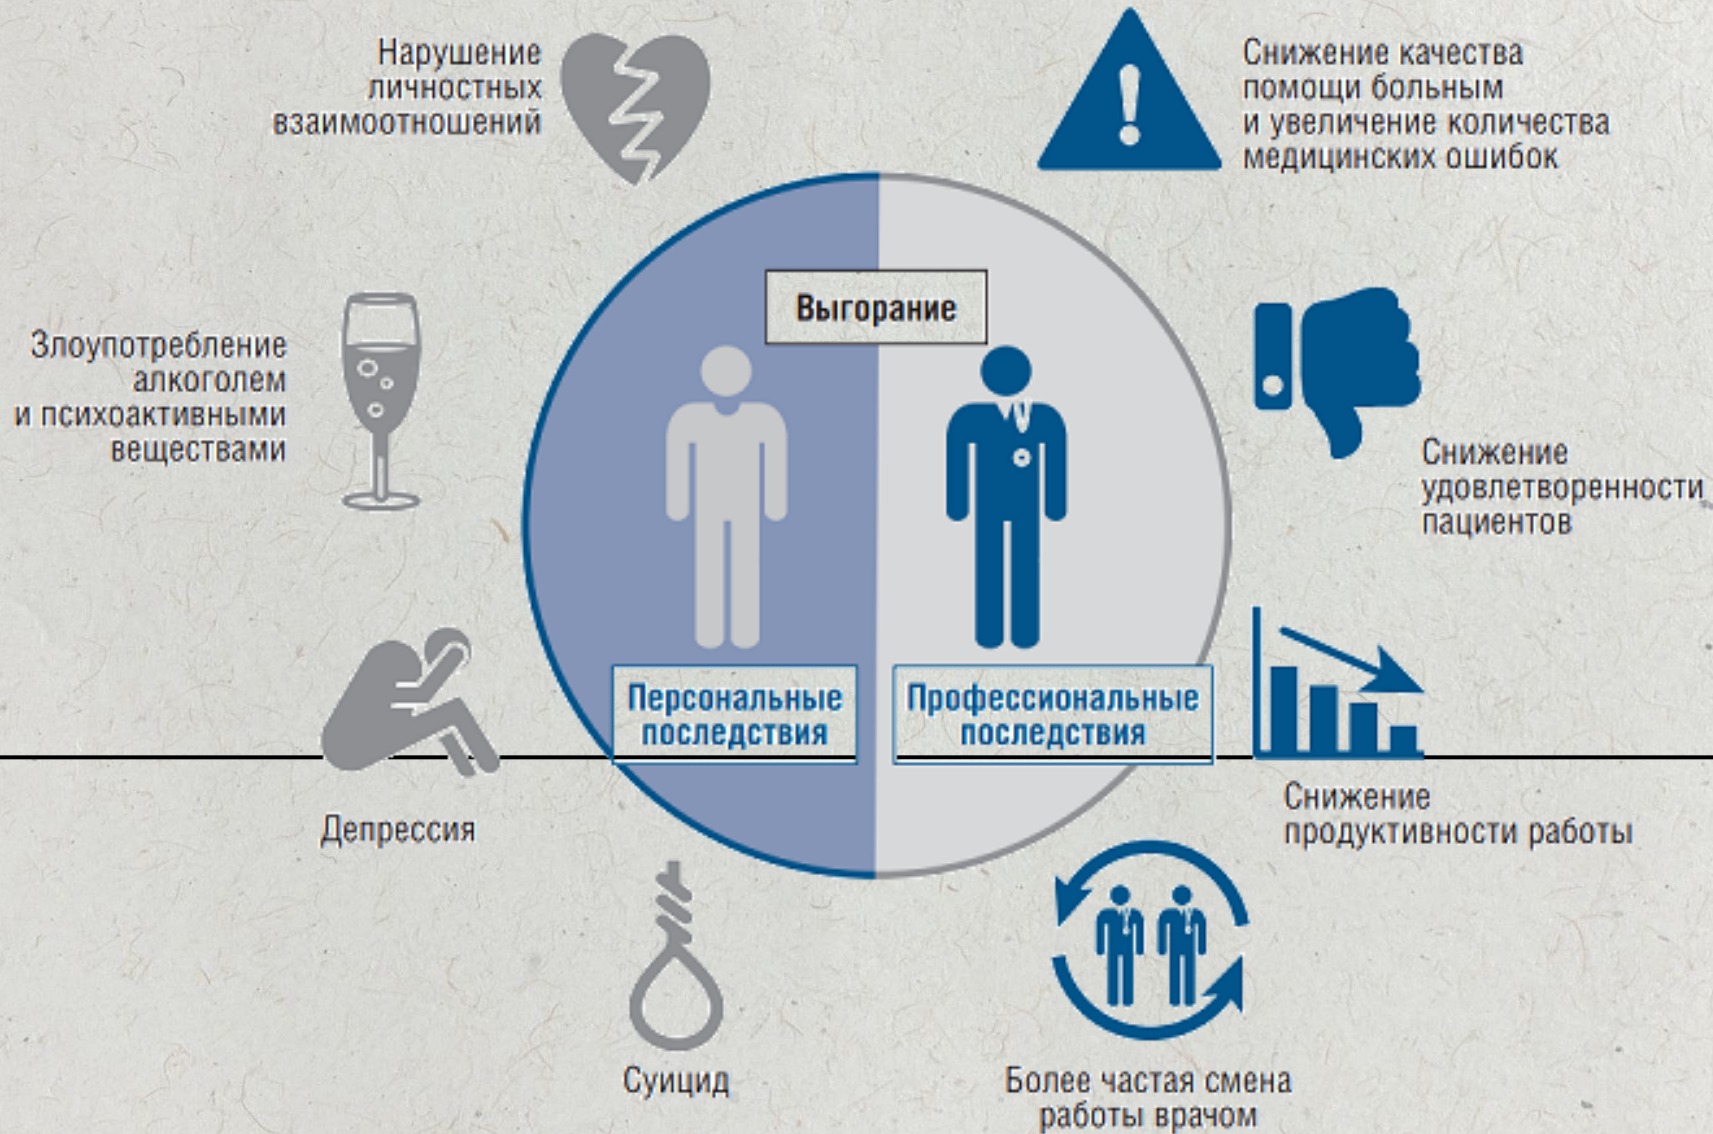 Нарушение
личностных
взаимоотношений
Снижение качества
помощи больным
и увеличение количества
медицинских ошибок
Выгорание
Злоупотребление
алкоголем
и психоактивными
веществами
Снижение
удовлетворенности
пациентов
Персональные
последствия
Профессиональные
последствия
Депрессия
Снижение
продуктивности работы
Суицид
Более частая смена
работы врачом